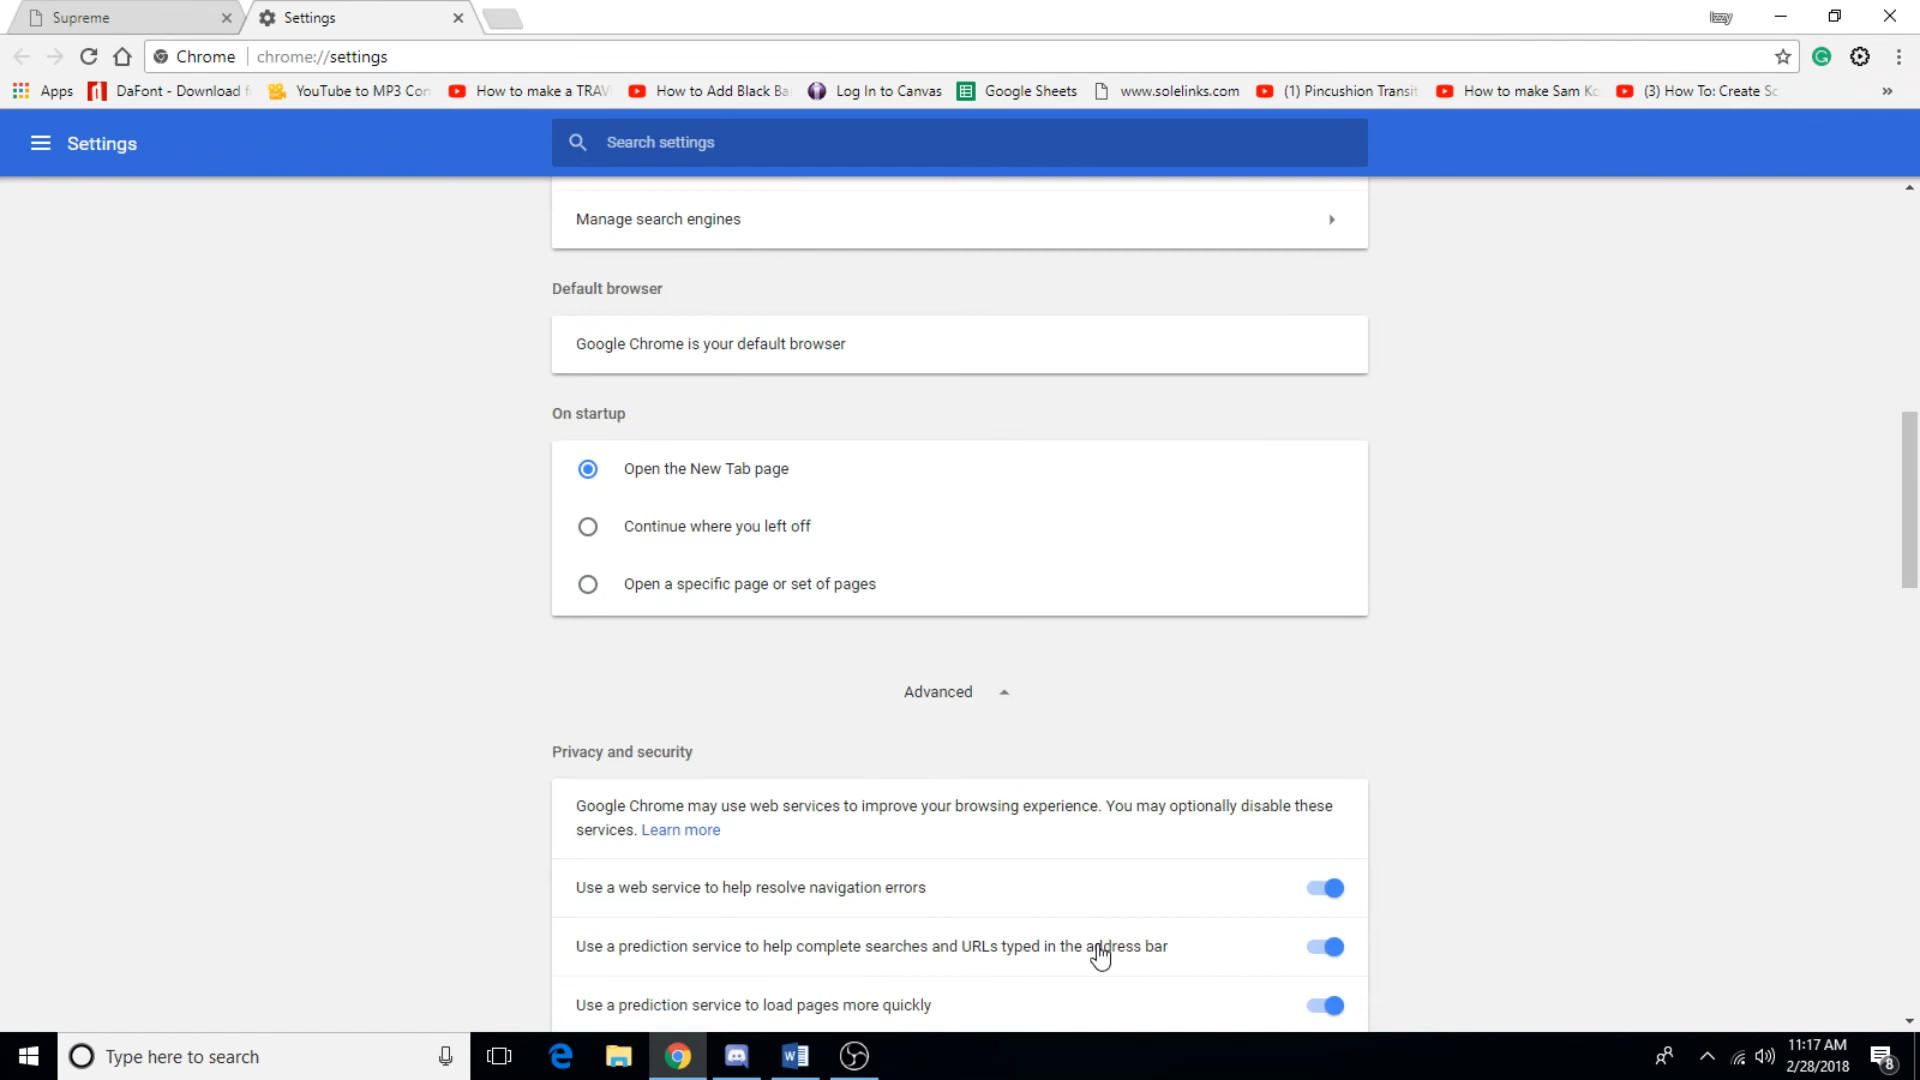 Supreme
Settings
Izzy
Chrome
chrome://settings
Apps
DaFont - Download f
YouTube to MP3 Con
How to make a TRAV
How to Add Black Ba
Log In to Canvas
Google Sheets
www.solelinks.com
(1) Pincushion Transit
How to make Sam Ko
(3) How To: Create Sc
»
Settings
Search settings
Manage search engines
Default browser
Google Chrome is your default browser
On startup
Open the New Tab page
Continue where you left off
Open a specific page or set of pages
Advanced
Privacy and security
Google Chrome may use web services to improve your browsing experience. You may optionally disable these
services. Learn more
Use a web service to help resolve navigation errors
Use a prediction service to help complete searches and URLs typed in the address bar
Use a prediction service to load pages more quickly
Type here to search
11:17 AM
2/28/2018
8